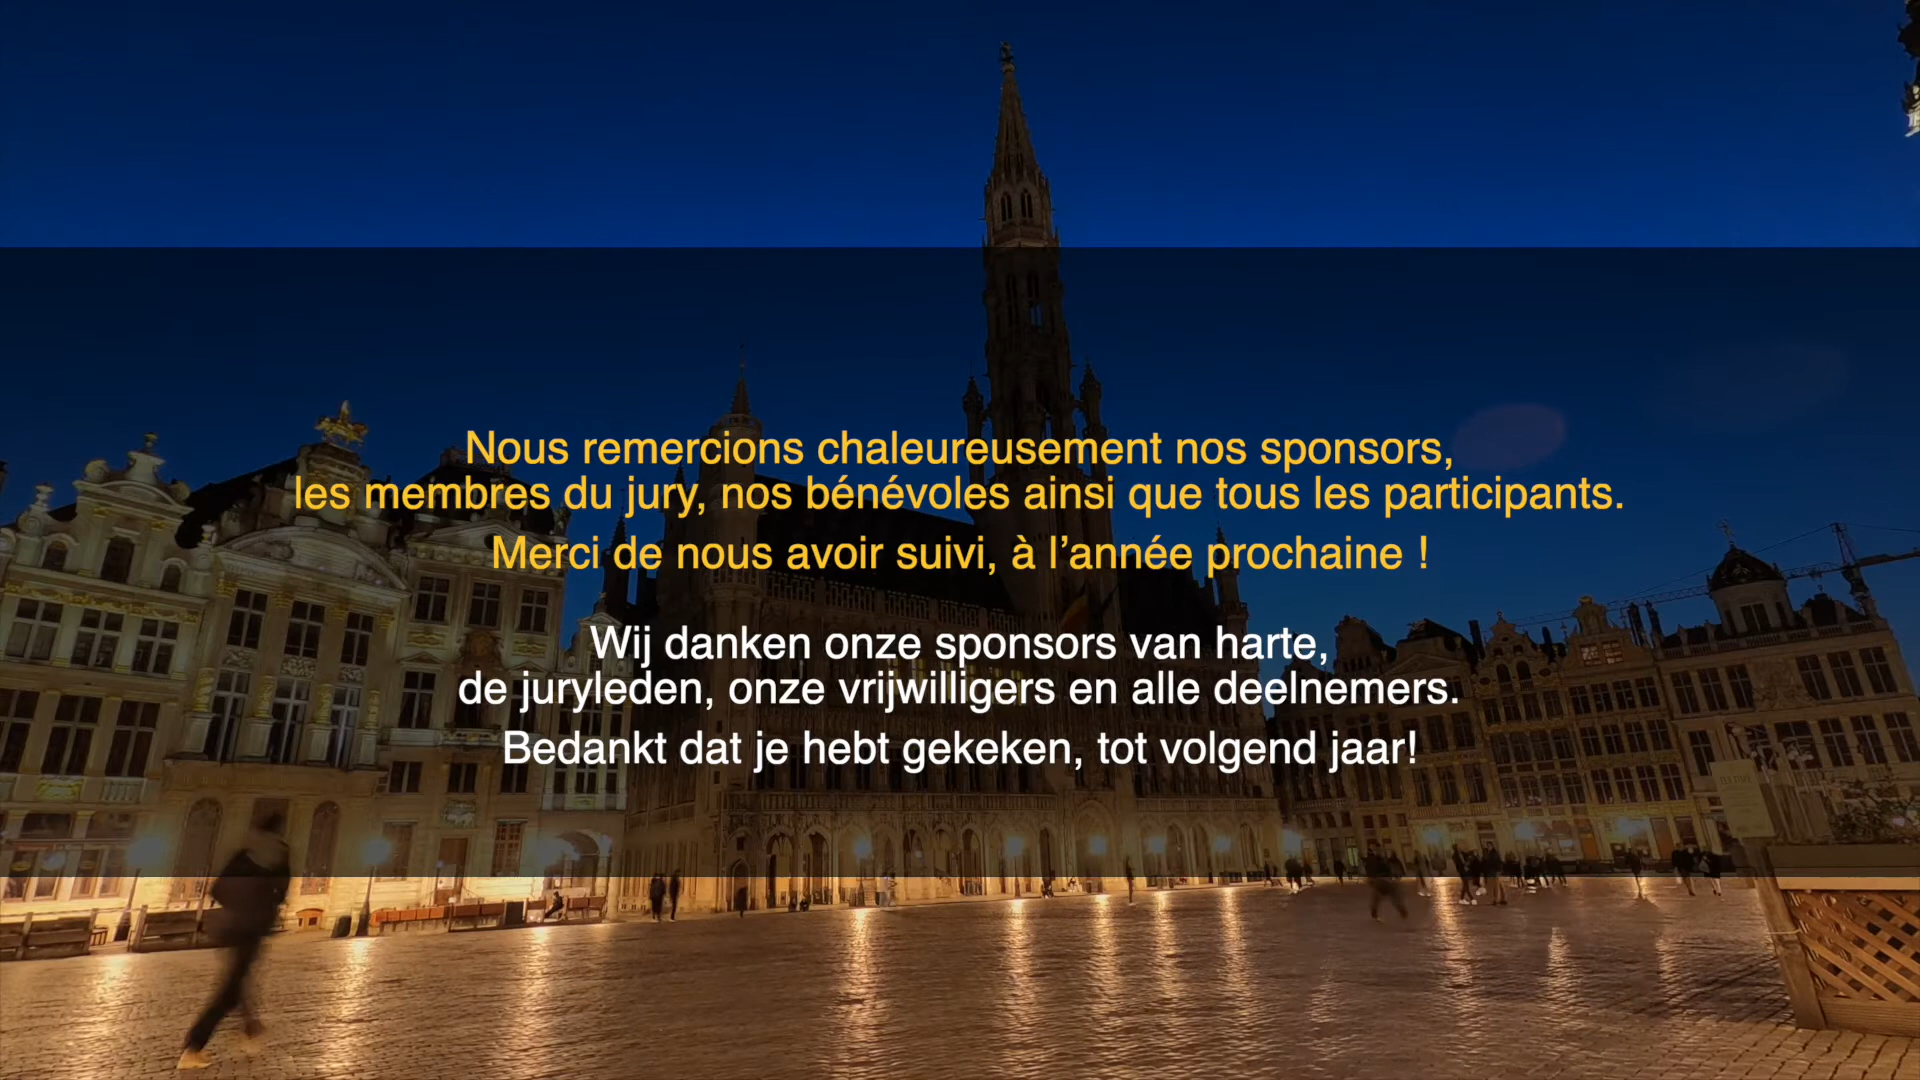 Nous remercions chaleureusement nos sponsors,
les membres du jury, nos bénévoles ainsi que tous les participants.
Merci de nous avoir suivi, à l’année prochaine !
Wij danken onze sponsors van harte,
de juryleden, onze vrijwilligers en alle deelnemers.
Bedankt dat je hebt gekeken, tot volgend jaar!